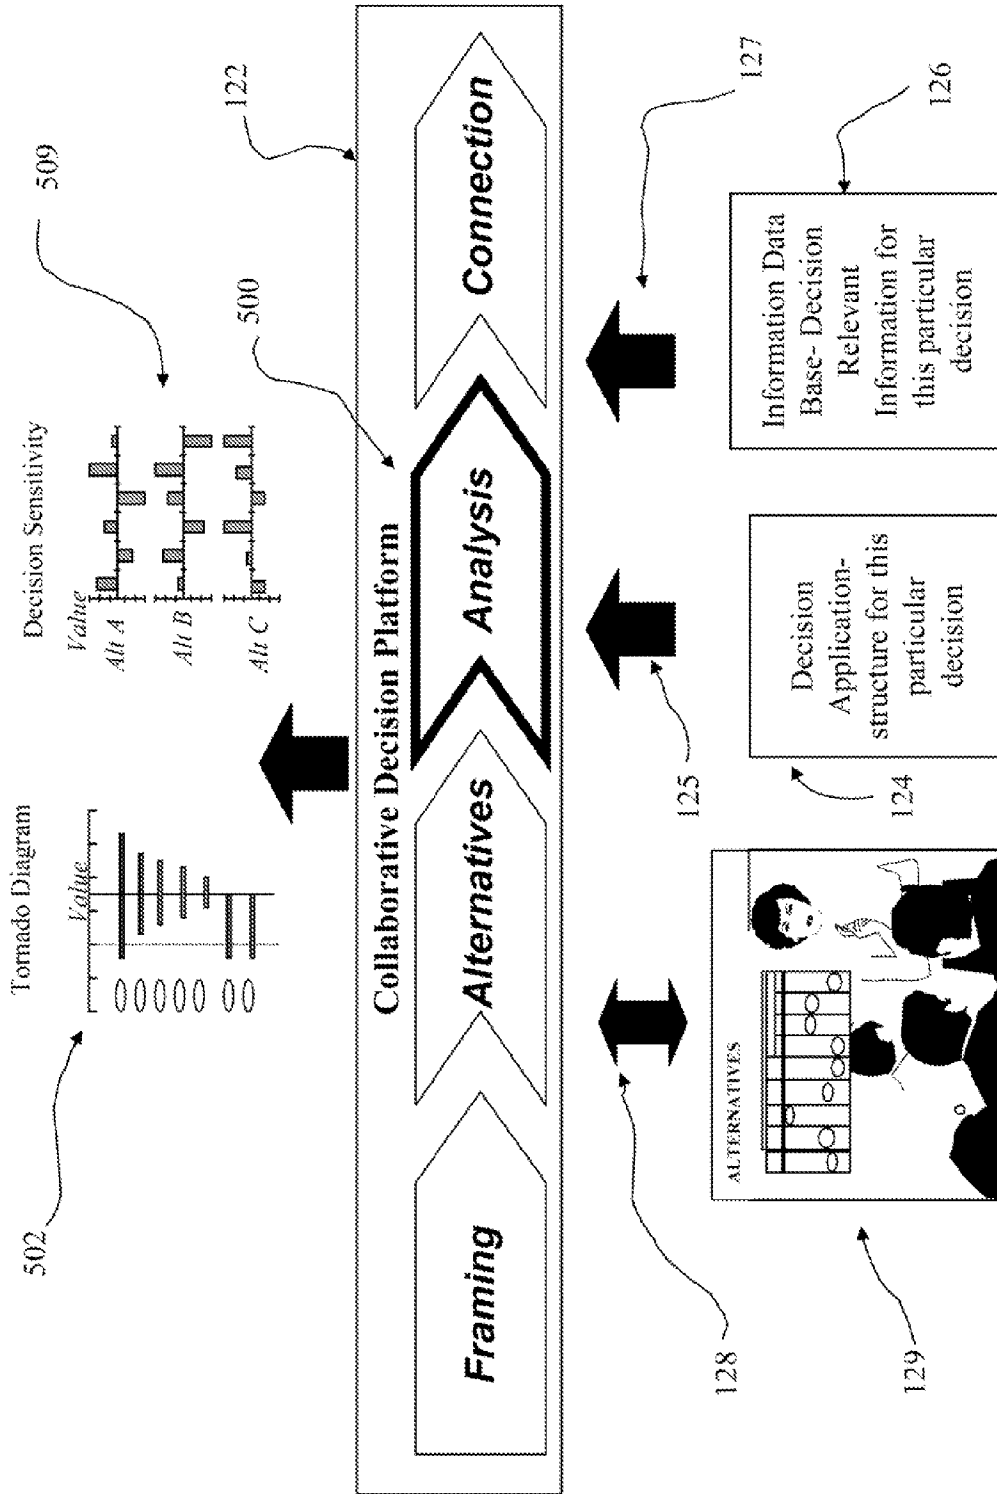 Tornado Diagram
Value
502
Decision Sensitivity
Value
Alt A
Alt B
Alt C
509
122
500
Collaborative Decision Platform
Framing
Alternatives
Analysis
Connection
128
125
127
129
ALTERNATIVES
124
Decision
Application-
structure for this
particular
decision
126
Information Data
Base- Decision
Relevant
Information for
this particular
decision